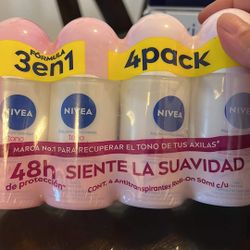 FÓRMULA
3en1
4pack
NIVEA
NIVEA
NIVEA
NIVEA
tono
MARCA No.1 PARA RECUPERAR EL TONO DE TUS AXILAS*
48h
de protección
SIENTE LA SUAVIDAD
CONT. 4 Antitranspirantes Roll-On 50ml c/u